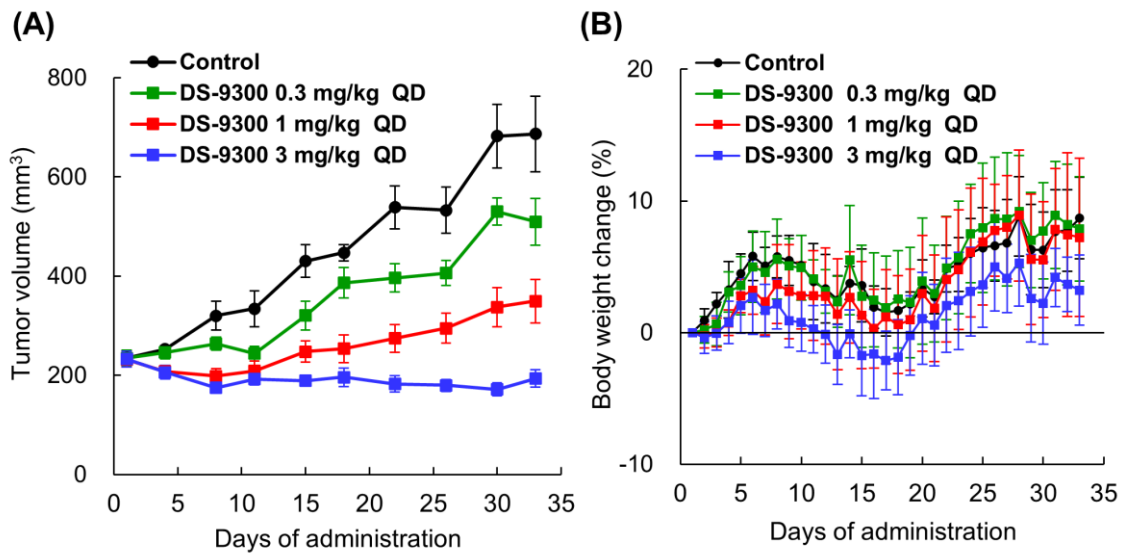 (A)
Control
DS-9300 0.3 mg/kg QD
DS-9300 1 mg/kg QD
DS-9300 3 mg/kg QD
Tumor volume (mm³)
800
600
400
200
0
0 5 10 15 20 25 30 35
Days of administration
(B)
Control
DS-9300 0.3 mg/kg QD
DS-9300 1 mg/kg QD
DS-9300 3 mg/kg QD
Body weight change (%)
20
10
0
-10
0 5 10 15 20 25 30 35
Days of administration